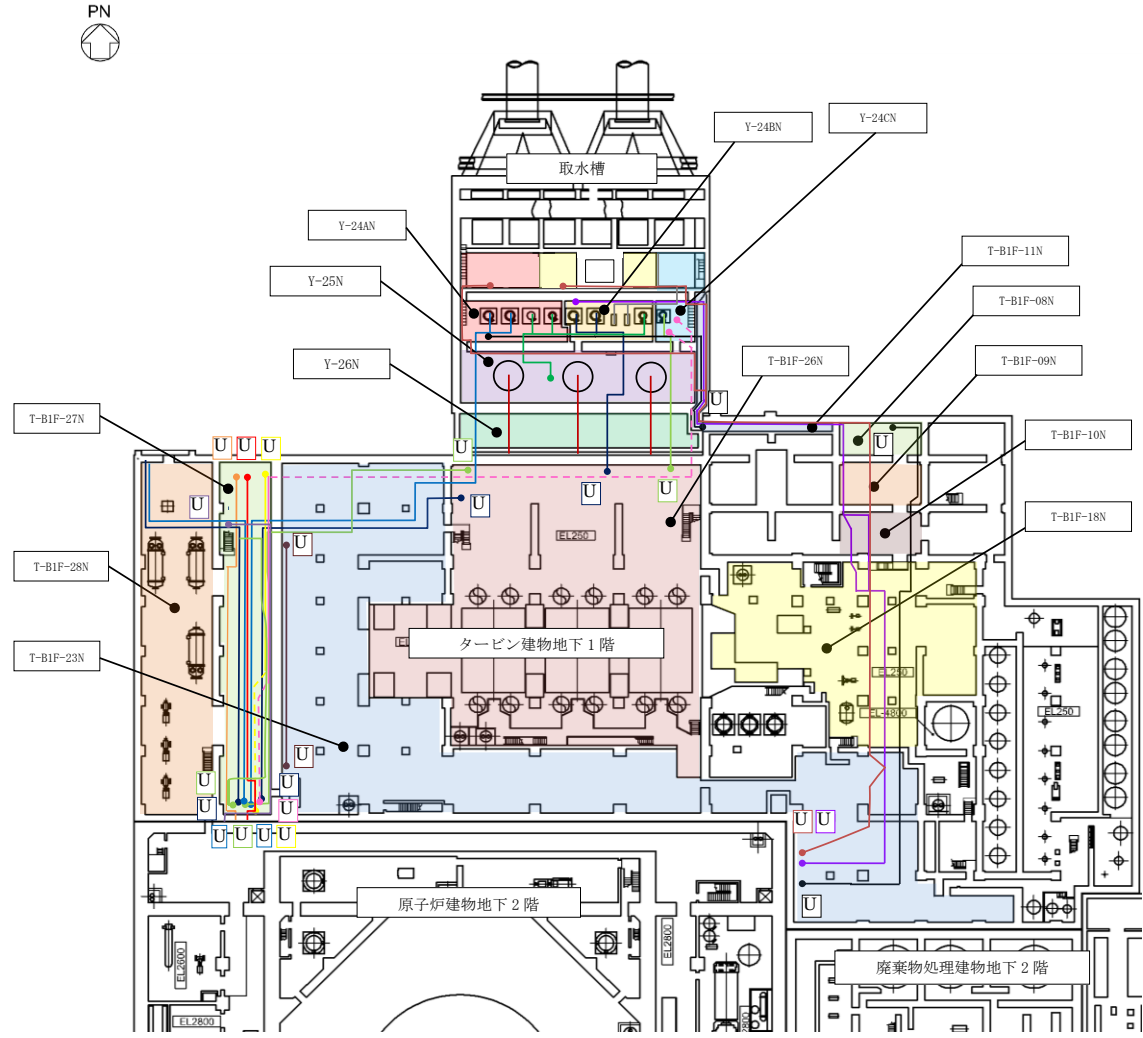 PN
Y-24CN
Y-24BN
取水槽
Y-24AN
T-B1F-11N
Y-25N
T-B1F-08N
Y-26N
T-B1F-26N
T-B1F-09N
U
T-B1F-27N
T-B1F-10N
U
U U U
U
U
U
U
U
T-B1F-18N
EL250
U
T-B1F-28N
タービン建物地下1階
T-B1F-23N
EL250
EL-4800
EL250
U
U
U
U
U
U U
U U U U
原子炉建物地下2階
U
EL2600
EL2800
廃棄物処理建物地下2階
EL2800